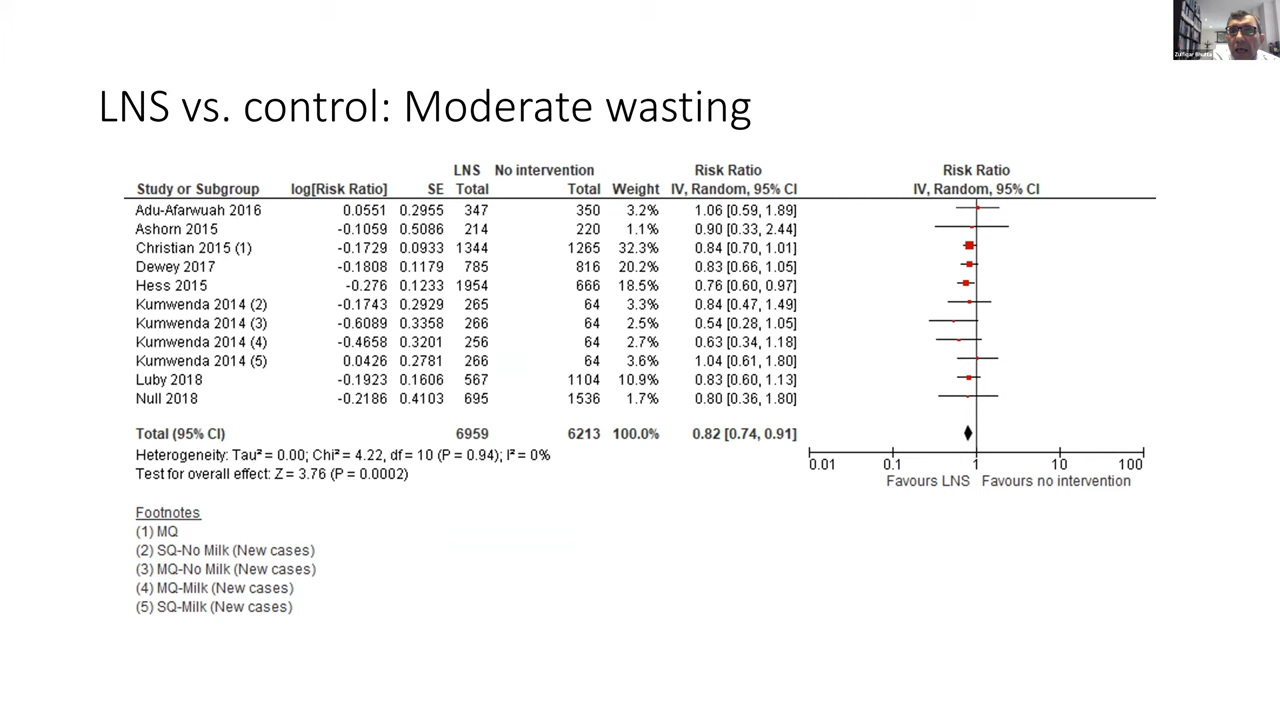 Zulfiqar Bhutta
LNS vs. control: Moderate wasting
LNS No intervention Risk Ratio Risk Ratio
Study or Subgroup log[Risk Ratio] SE Total Total Weight IV, Random, 95% CI IV, Random, 95% CI
Adu-Afarwuah 2016 0.0551 0.2955 347 350 3.2% 1.06 [0.59, 1.89]
Ashorn 2015 -0.1059 0.5086 214 220 1.1% 0.90 [0.33, 2.44]
Christian 2015 (1) -0.1729 0.0933 1344 1265 32.3% 0.84 [0.70, 1.01]
Dewey 2017 -0.1808 0.1179 785 816 20.2% 0.83 [0.66, 1.05]
Hess 2015 -0.276 0.1233 1954 666 18.5% 0.76 [0.60, 0.97]
Kumwenda 2014 (2) -0.1743 0.2929 265 64 3.3% 0.84 [0.47, 1.49]
Kumwenda 2014 (3) -0.6089 0.3358 266 64 2.5% 0.54 [0.28, 1.05]
Kumwenda 2014 (4) -0.4658 0.3201 256 64 2.7% 0.63 [0.34, 1.18]
Kumwenda 2014 (5) 0.0426 0.2781 266 64 3.6% 1.04 [0.61, 1.80]
Luby 2018 -0.1923 0.1606 567 1104 10.9% 0.83 [0.60, 1.13]
Null 2018 -0.2186 0.4103 695 1536 1.7% 0.80 [0.36, 1.80]
Total (95% CI) 6959 6213 100.0% 0.82 [0.74, 0.91]
Heterogeneity: Tau² = 0.00; Chi² = 4.22, df = 10 (P = 0.94); I² = 0%
Test for overall effect: Z = 3.76 (P = 0.0002)
0.01 0.1 1 10 100
Favours LNS Favours no intervention
Footnotes
(1) MQ
(2) SQ-No Milk (New cases)
(3) MQ-No Milk (New cases)
(4) MQ-Milk (New cases)
(5) SQ-Milk (New cases)